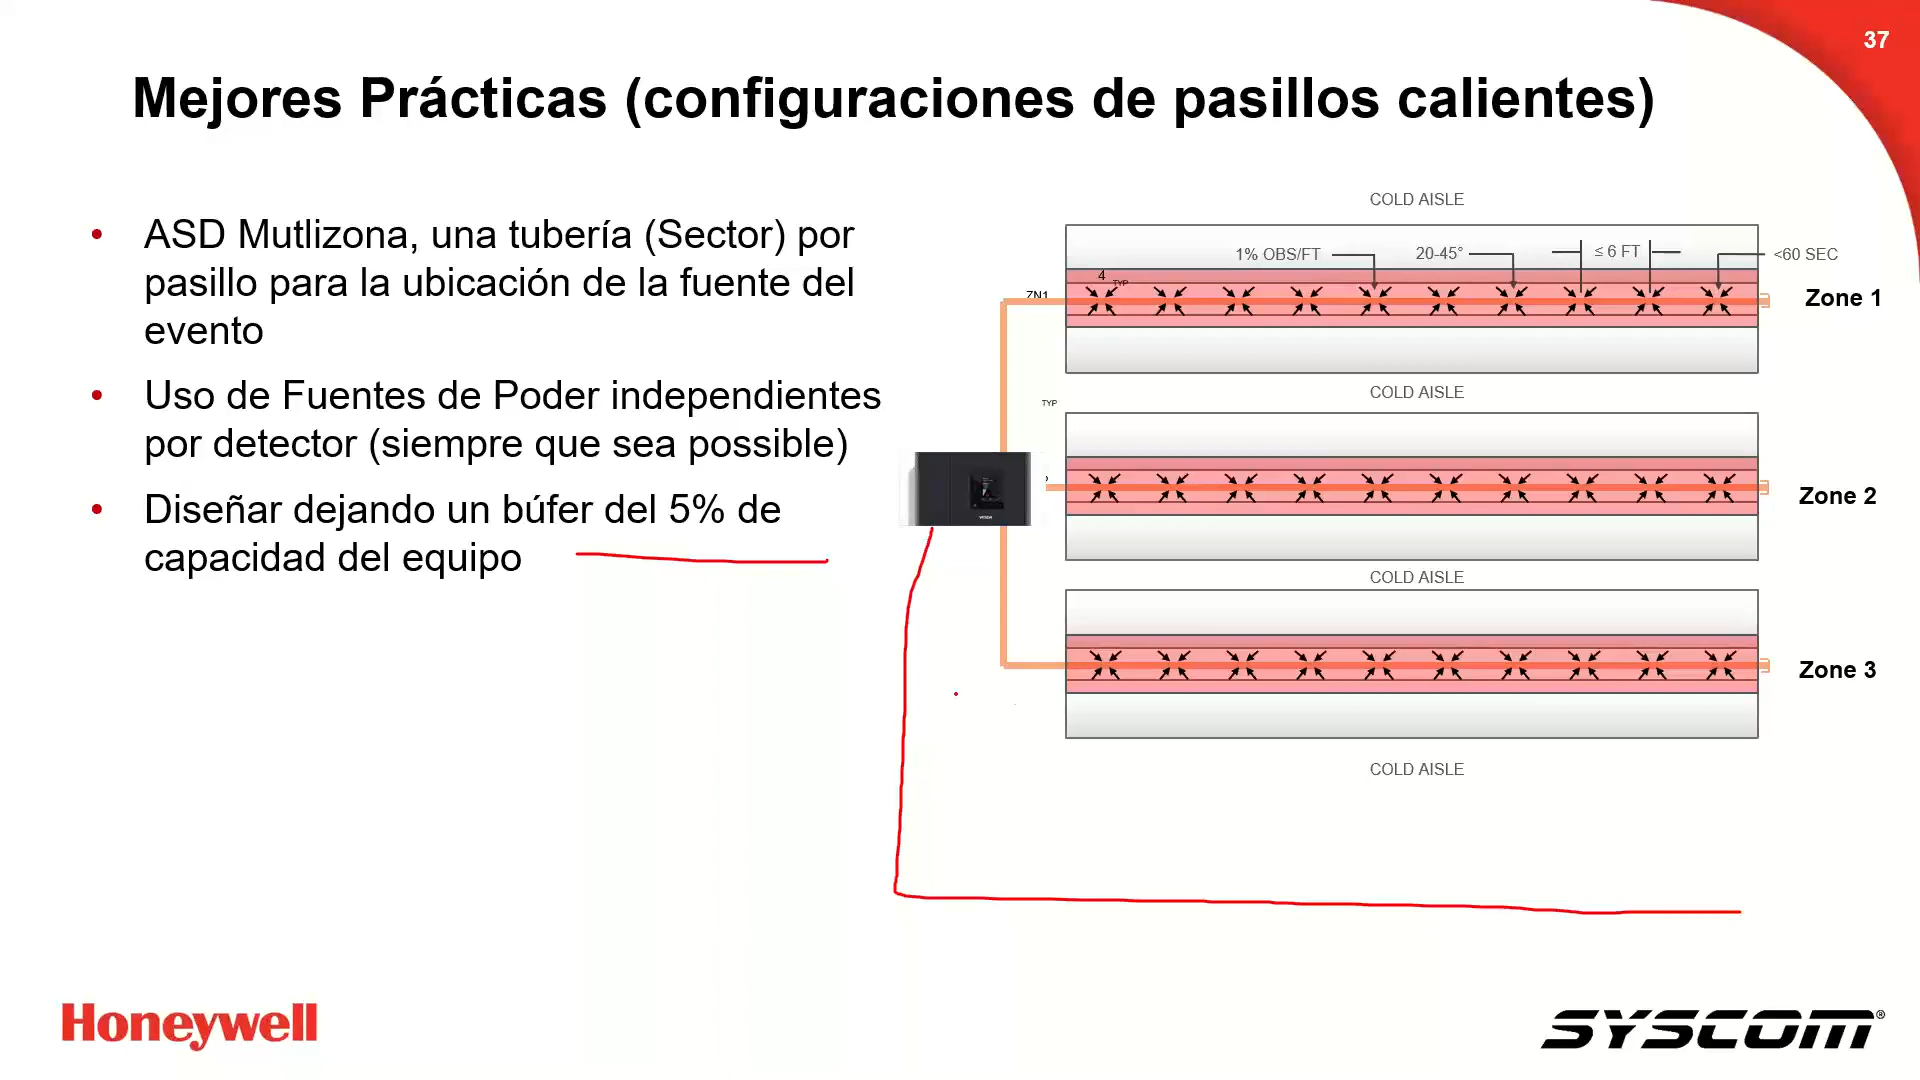 37
Mejores Prácticas (configuraciones de pasillos calientes)
• ASD Mutlizona, una tubería (Sector) por
pasillo para la ubicación de la fuente del
evento
• Uso de Fuentes de Poder independientes
por detector (siempre que sea possible)
• Diseñar dejando un búfer del 5% de
capacidad del equipo
COLD AISLE
1% OBS/FT
20-45°
≤ 6 FT
<60 SEC
4
TYP
ZN1
Zone 1
COLD AISLE
TYP
Zone 2
COLD AISLE
Zone 3
COLD AISLE
Honeywell
SYSCOM®